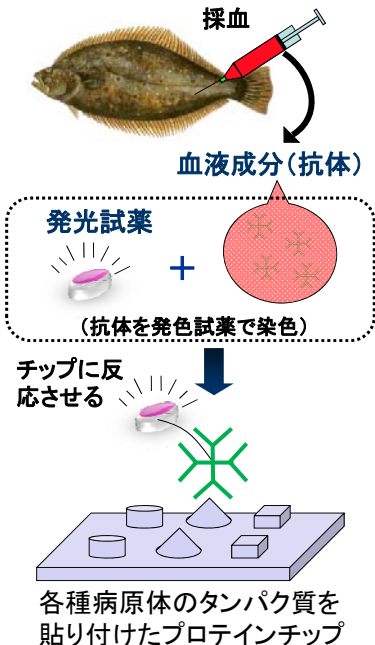 採血
血液成分(抗体)
発光試薬
+
(抗体を発色試薬で染色)
チップに反
応させる
各種病原体のタンパク質を
貼り付けたプロテインチップ